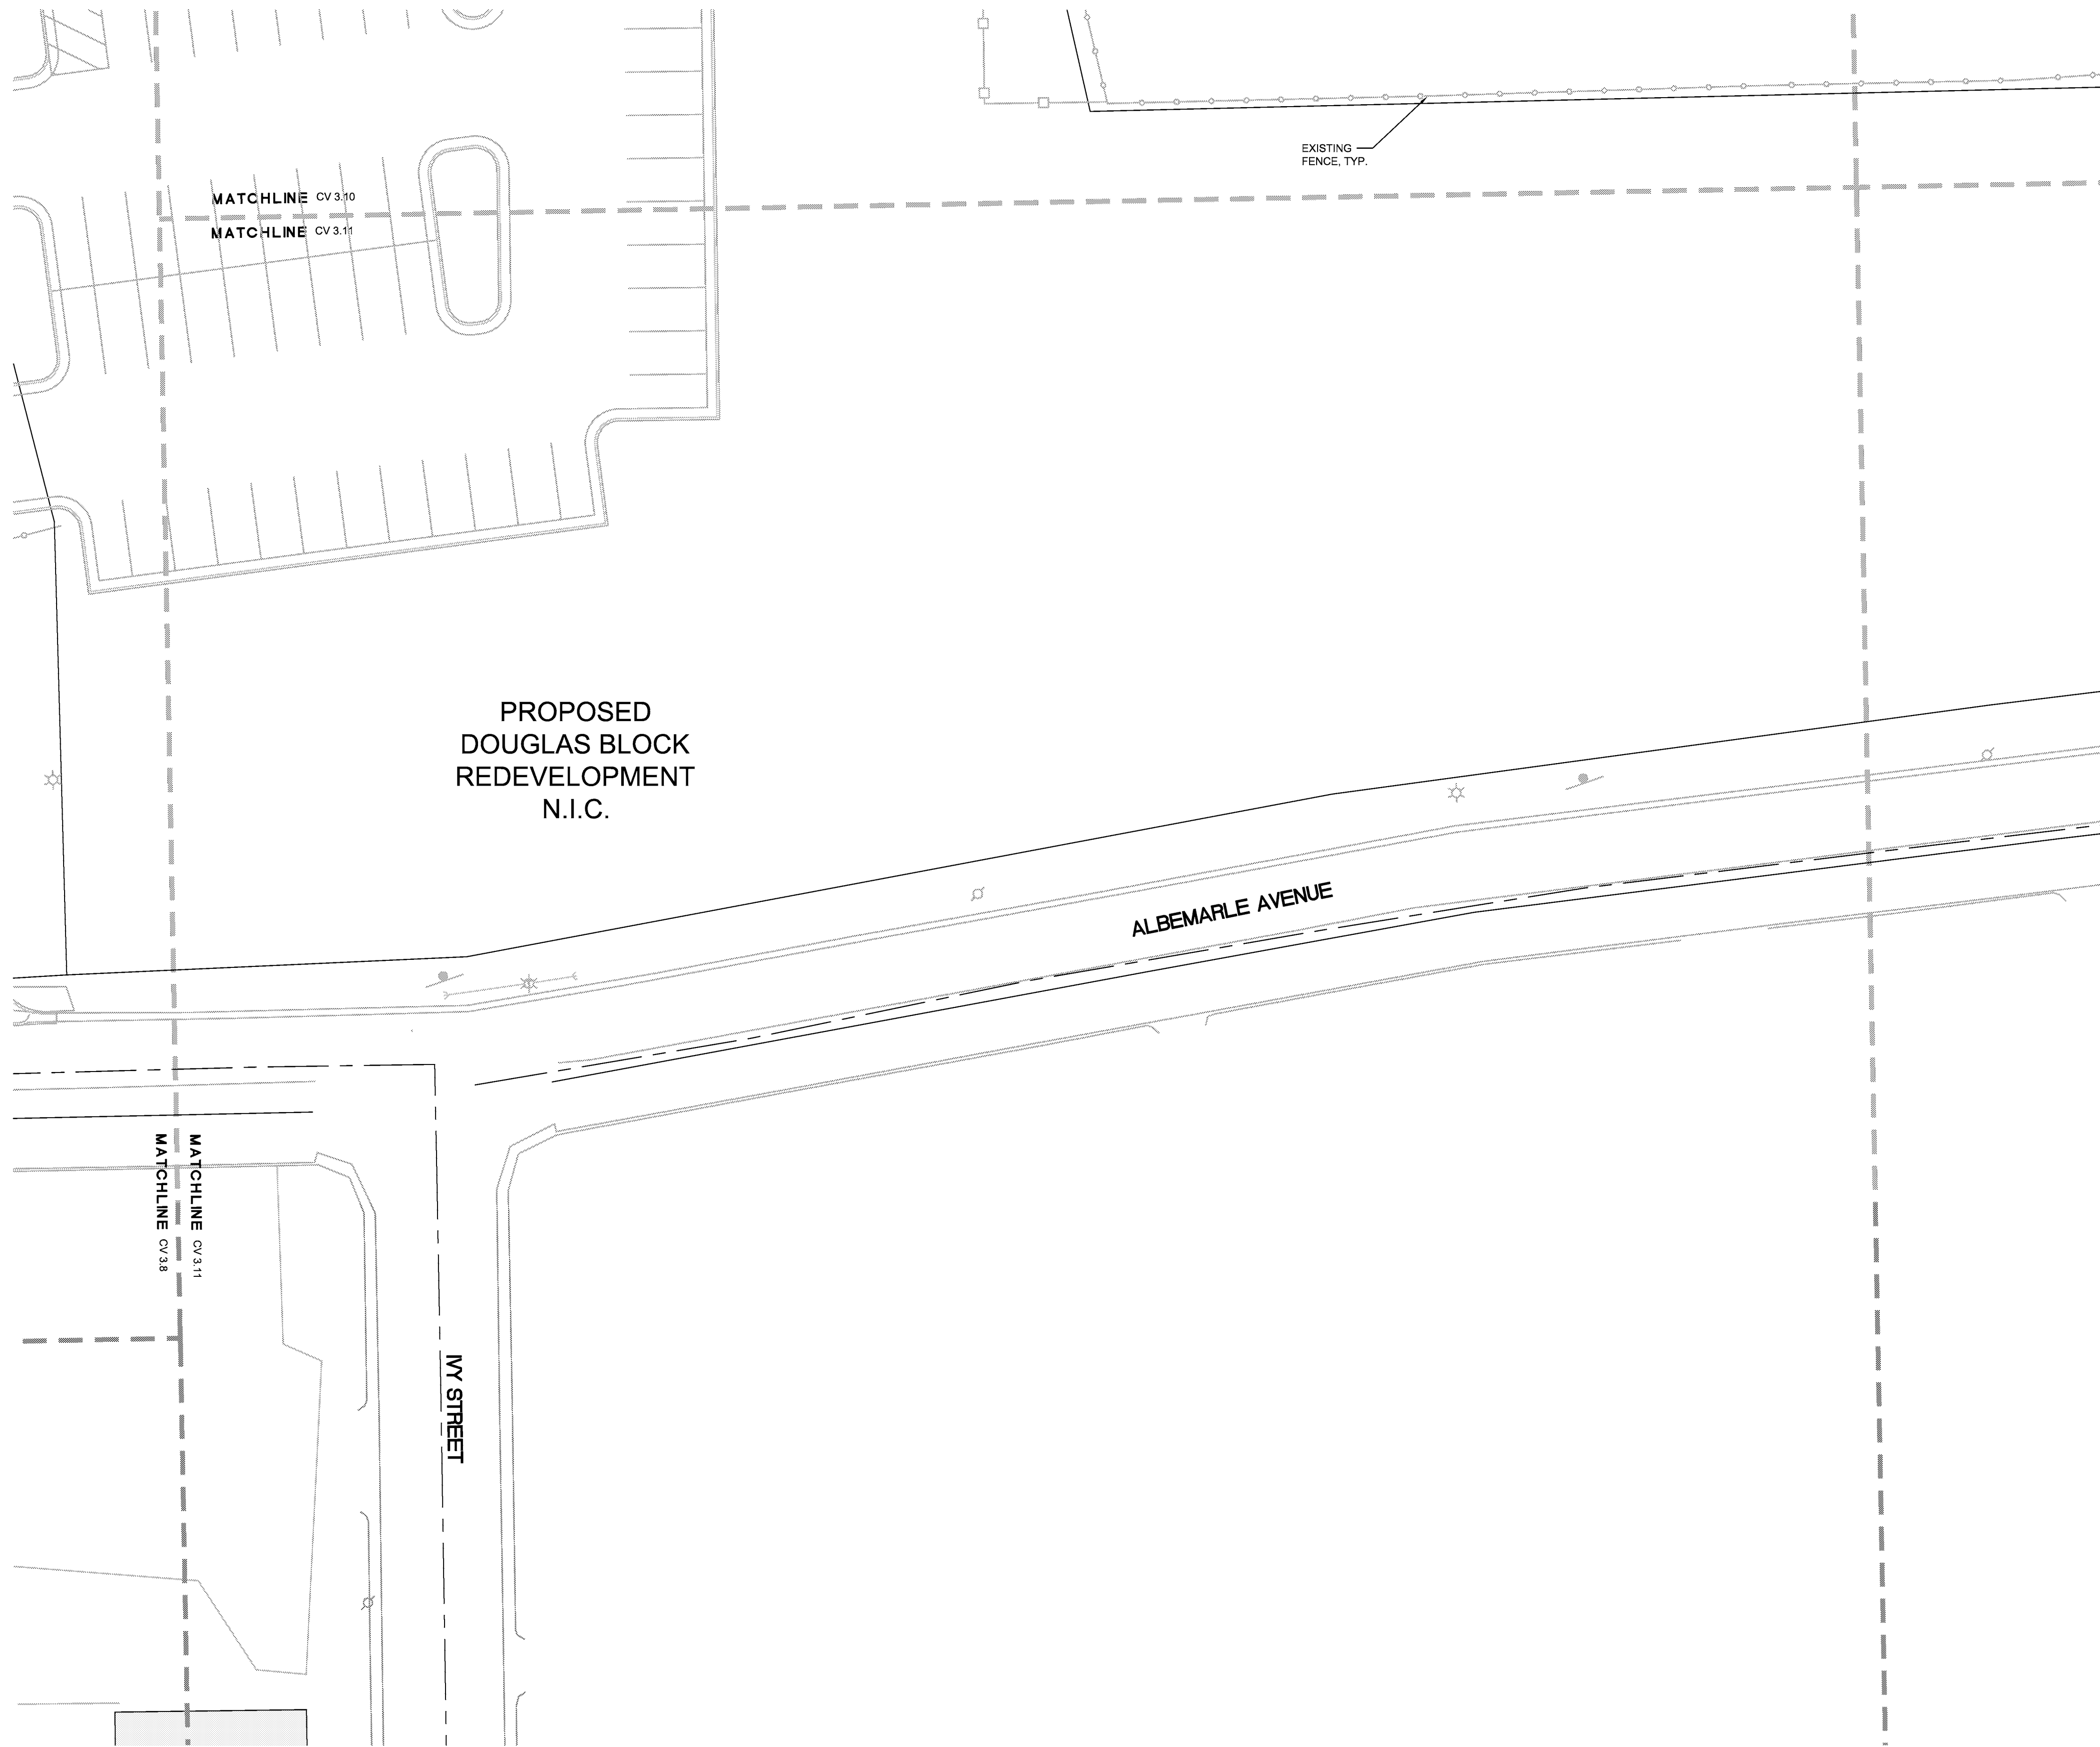 EXISTING
FENCE, TYP.
MATCHLINE CV 3.10
MATCHLINE CV 3.11
PROPOSED
DOUGLAS BLOCK
REDEVELOPMENT
N.I.C.
ALBEMARLE AVENUE
MATCHLINE CV 3.11
MATCHLINE CV 3.8
IVY STREET